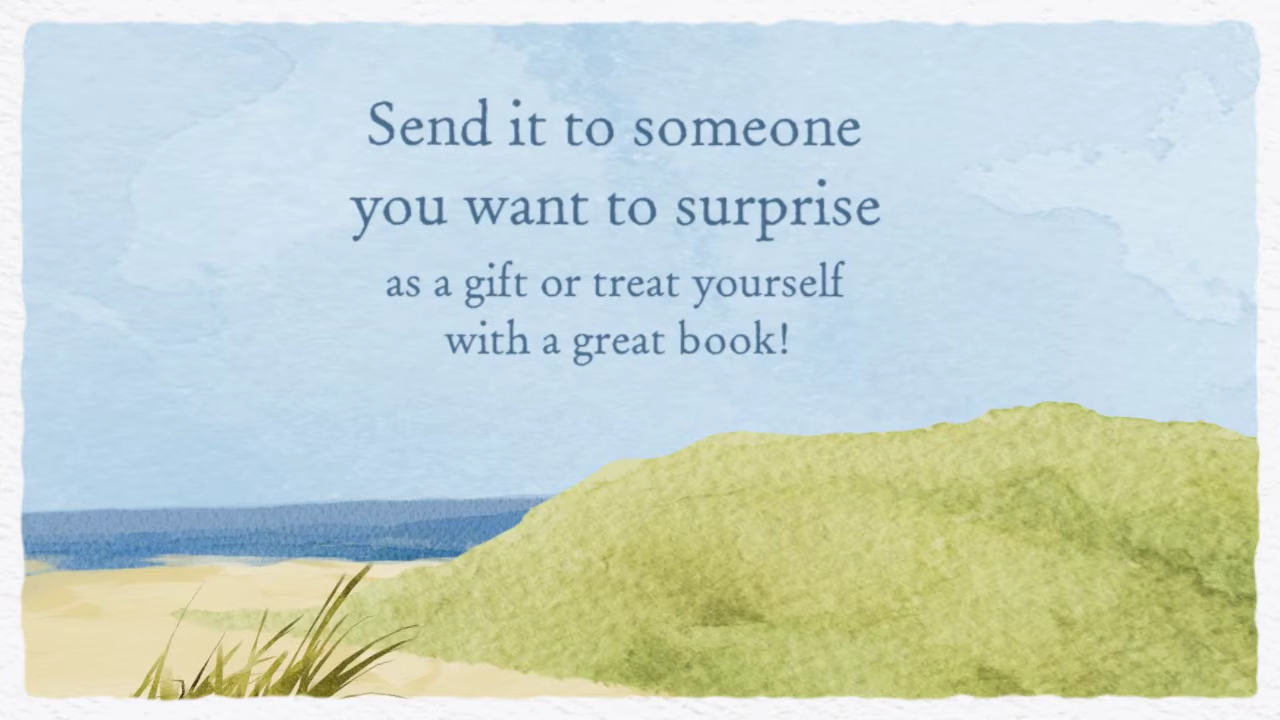 Send it to someone
you want to surprise
as a gift or treat yourself
with a great book!